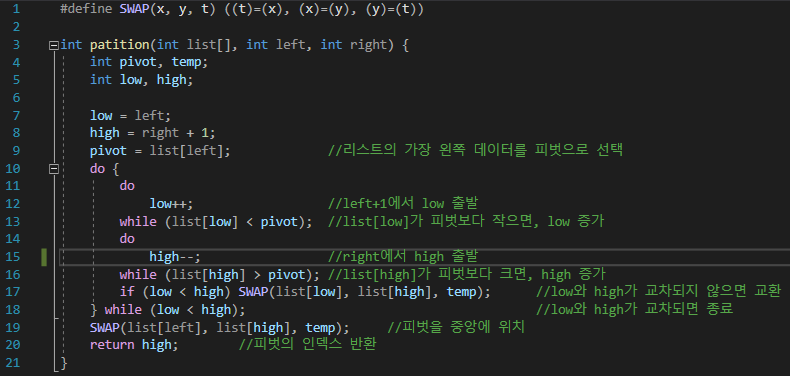 1 #define SWAP(x, y, t) ((t)=(x), (x)=(y), (y)=(t))
2
3 int patition(int list[], int left, int right) {
4 int pivot, temp;
5 int low, high;
6
7 low = left;
8 high = right + 1;
9 pivot = list[left]; //리스트의 가장 왼쪽 데이터를 피벗으로 선택
10 do {
11 do
12 low++; //left+1에서 low 출발
13 while (list[low] < pivot); //list[low]가 피벗보다 작으면, low 증가
14 do
15 high--; //right에서 high 출발
16 while (list[high] > pivot); //list[high]가 피벗보다 크면, high 증가
17 if (low < high) SWAP(list[low], list[high], temp); //low와 high가 교차되지 않으면 교환
18 } while (low < high); //low와 high가 교차되면 종료
19 SWAP(list[left], list[high], temp); //피벗을 중앙에 위치
20 return high; //피벗의 인덱스 반환
21 }